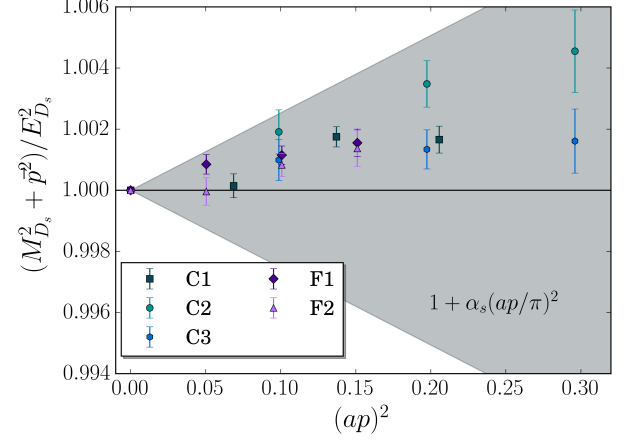 1.006
1.004
1.002
1.000
0.998
0.996
0.994
(M²_{D_s} + p⃗²)/E²_{D_s}
C1
C2
C3
F1
F2
1 + α_s(ap/π)²
0.00 0.05 0.10 0.15 0.20 0.25 0.30
(ap)²